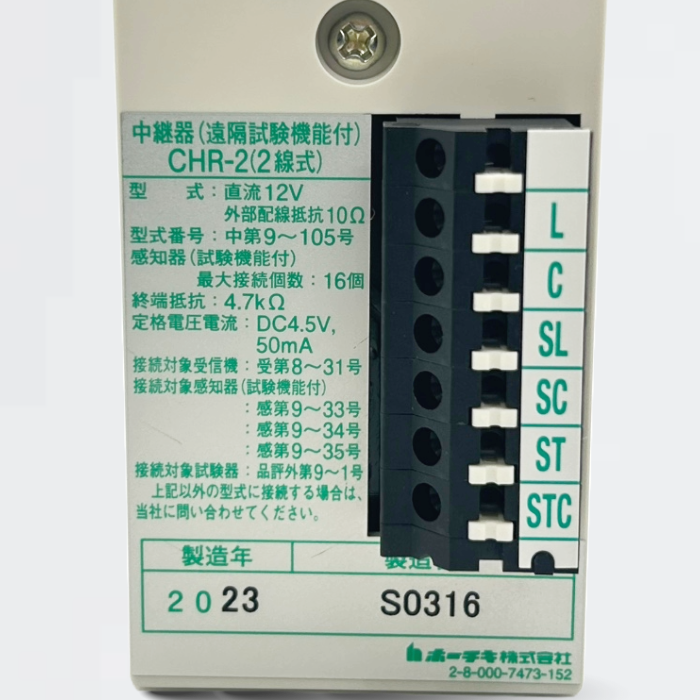 中継器(遠隔試験機能付)
CHR-2(2線式)
型　式:直流12V
外部配線抵抗10Ω
型式番号:中第9〜105号
感知器(試験機能付)
最大接続個数:16個
終端抵抗:4.7kΩ
定格電圧電流:DC4.5V,
50mA
接続対象受信機:受第8〜31号
接続対象感知器(試験機能付)
:感第9〜33号
:感第9〜34号
:感第9〜35号
接続対象試験器:品評外第9〜1号
上記以外の型式に接続する場合は、
当社に問い合わせてください。
L
C
SL
SC
ST
STC
製造年
製造
2023
S0316
ホーチキ株式会社
2-8-000-7473-152